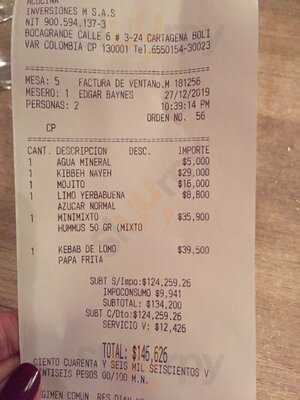 INVERSIONES M S.A.S
NIT 900.594.137-3
BOCAGRANDE CALLE 6 # 3-24 CARTAGENA BOLI
VAR COLOMBIA CP 130001 Tel.6550154-30023
MESA: 5 FACTURA DE VENTANo.M 181256
MESERO: 1 EDGAR BAYNES 27/12/2019
PERSONAS: 2 10:39:14 PM
ORDEN NO. 56
CP
CANT. DESCRIPCION DESC. IMPORTE
1 AGUA MINERAL $5,000
1 KIBBEH NAYEH $29,000
1 MOJITO $16,000
1 LIMO YERBABUENA $8,800
AZUCAR NORMAL
1 MINIMIXTO $35,900
HUMMUS 50 GR (MIXTO
1 KEBAB DE LOMO $39,500
PAPA FRITA
SUBT S/Impo:$124,259.26
IMPOCONSUMO $9,941
SUBTOTAL: $134,200
SUBT C/Dto:$124,259.26
SERVICIO V: $12,426
TOTAL: $146,626
CIENTO CUARENTA Y SEIS MIL SEISCIENTOS V
EINTISEIS PESOS 00/100 M.N.